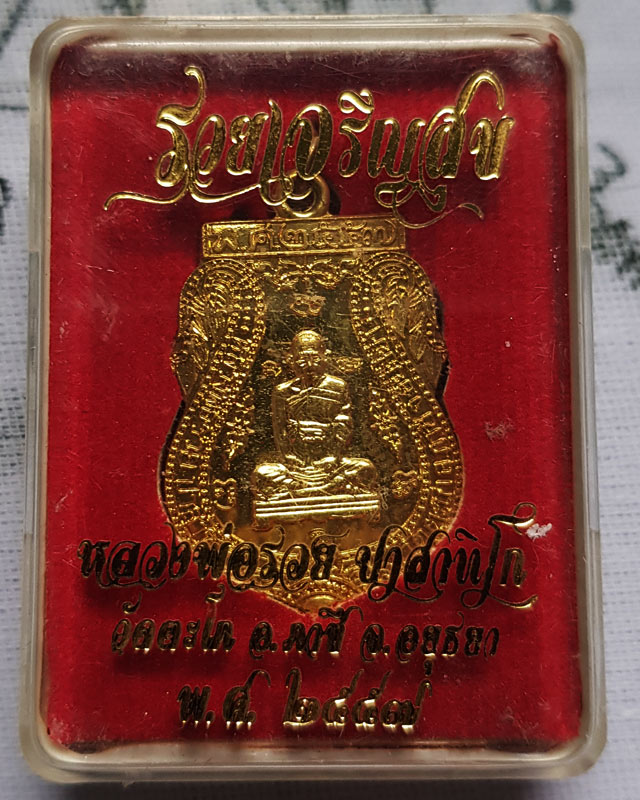 รวยเจริญสุข
หลวงพ่อรวย ปาสาทิโก
วัดตะโก อ.ภาชี จ.อยุธยา
พ.ศ. ๒๕๕๗